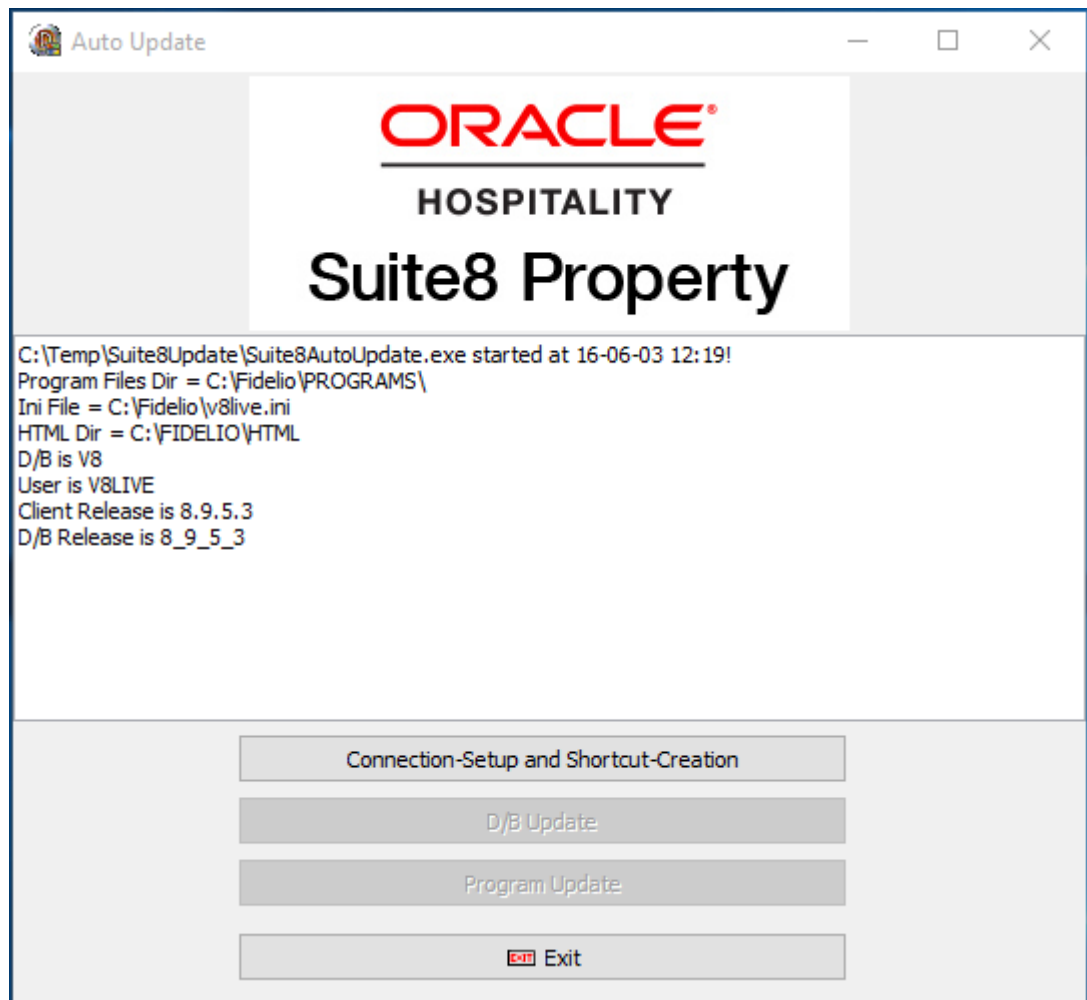 Auto Update
ORACLE®
HOSPITALITY
Suite8 Property
C:\Temp\Suite8Update\Suite8AutoUpdate.exe started at 16-06-03 12:19!
Program Files Dir = C:\Fidelio\PROGRAMS\
Ini File = C:\Fidelio\v8live.ini
HTML Dir = C:\FIDELIO\HTML
D/B is V8
User is V8LIVE
Client Release is 8.9.5.3
D/B Release is 8_9_5_3
Connection-Setup and Shortcut-Creation
D/B Update
Program Update
EXIT Exit